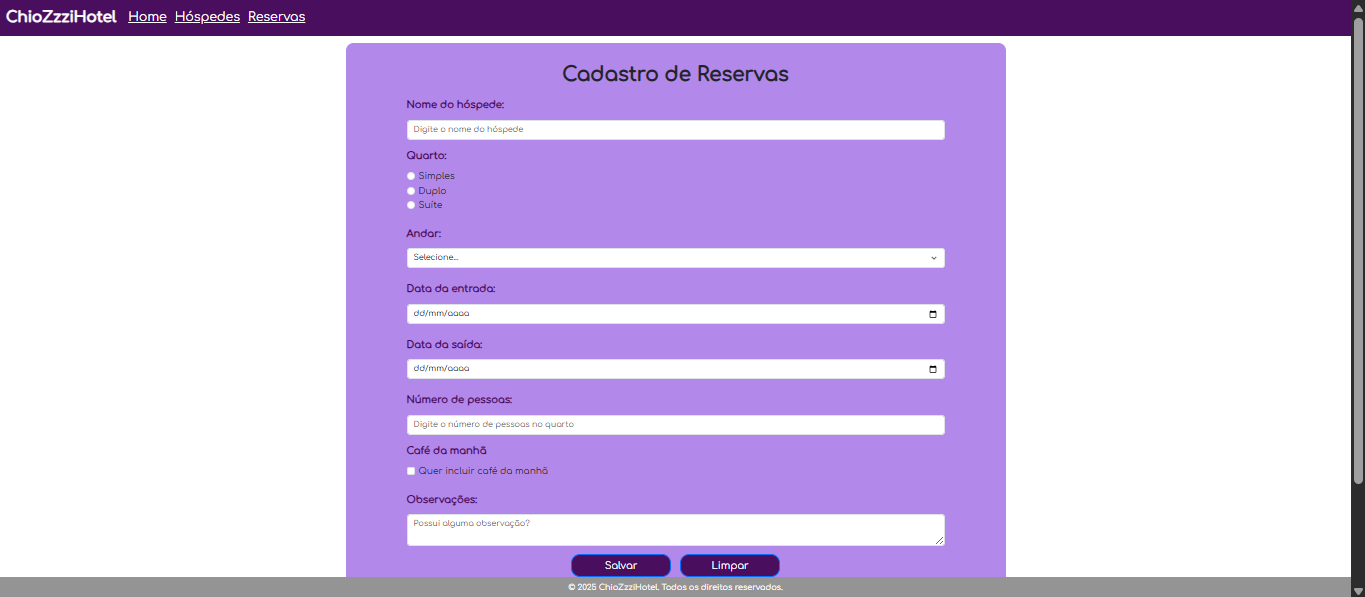 ChioZzziHotel Home Hóspedes Reservas
Cadastro de Reservas
Nome do hóspede:
Digite o nome do hóspede
Quarto:
Simples
Duplo
Suíte
Andar:
Selecione...
Data da entrada:
dd/mm/aaaa
Data da saída:
dd/mm/aaaa
Número de pessoas:
Digite o número de pessoas no quarto
Café da manhã
Quer incluir café da manhã
Observações:
Possui alguma observação?
Salvar Limpar
© 2025 ChioZzziHotel. Todos os direitos reservados.